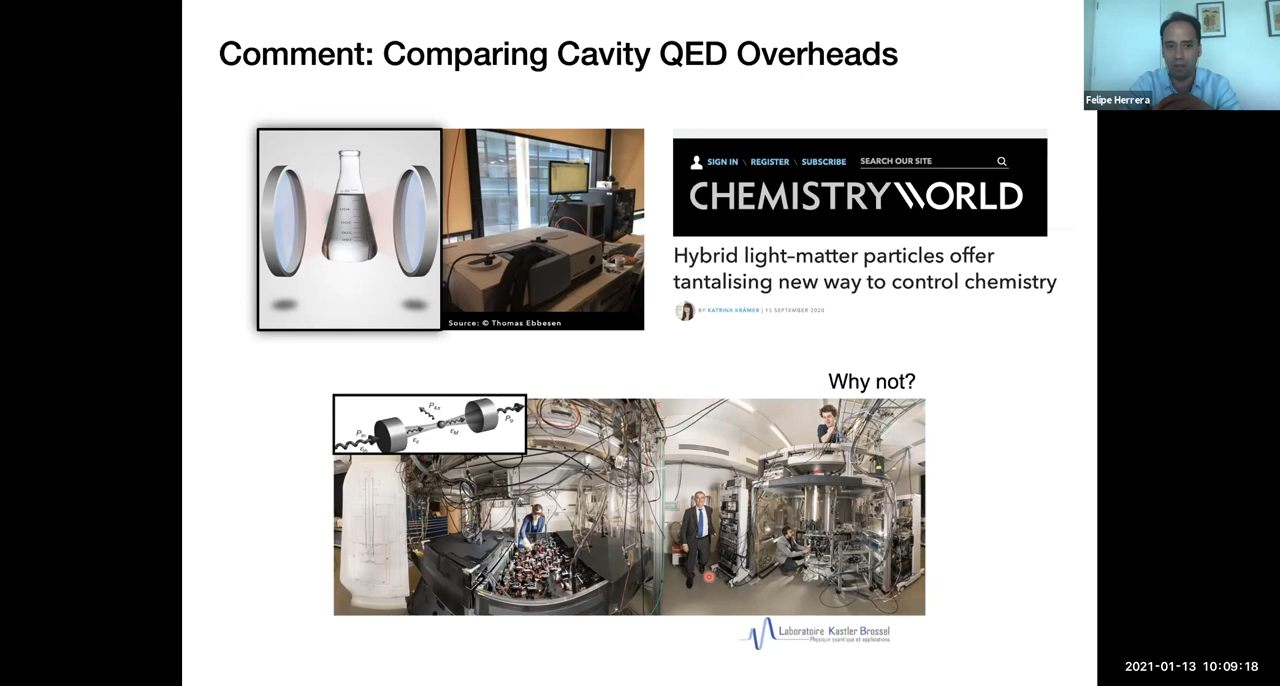 Comment: Comparing Cavity QED Overheads
Felipe Herrera
SIGN IN \ REGISTER \ SUBSCRIBE SEARCH OUR SITE
CHEMISTRY WORLD
Source: © Thomas Ebbesen
Hybrid light–matter particles offer
tantalising new way to control chemistry
BY KATRINA KRÄMER | 15 SEPTEMBER 2020
Why not?
Laboratoire Kastler Brossel
Physique quantique et applications
2021-01-13 10:09:18